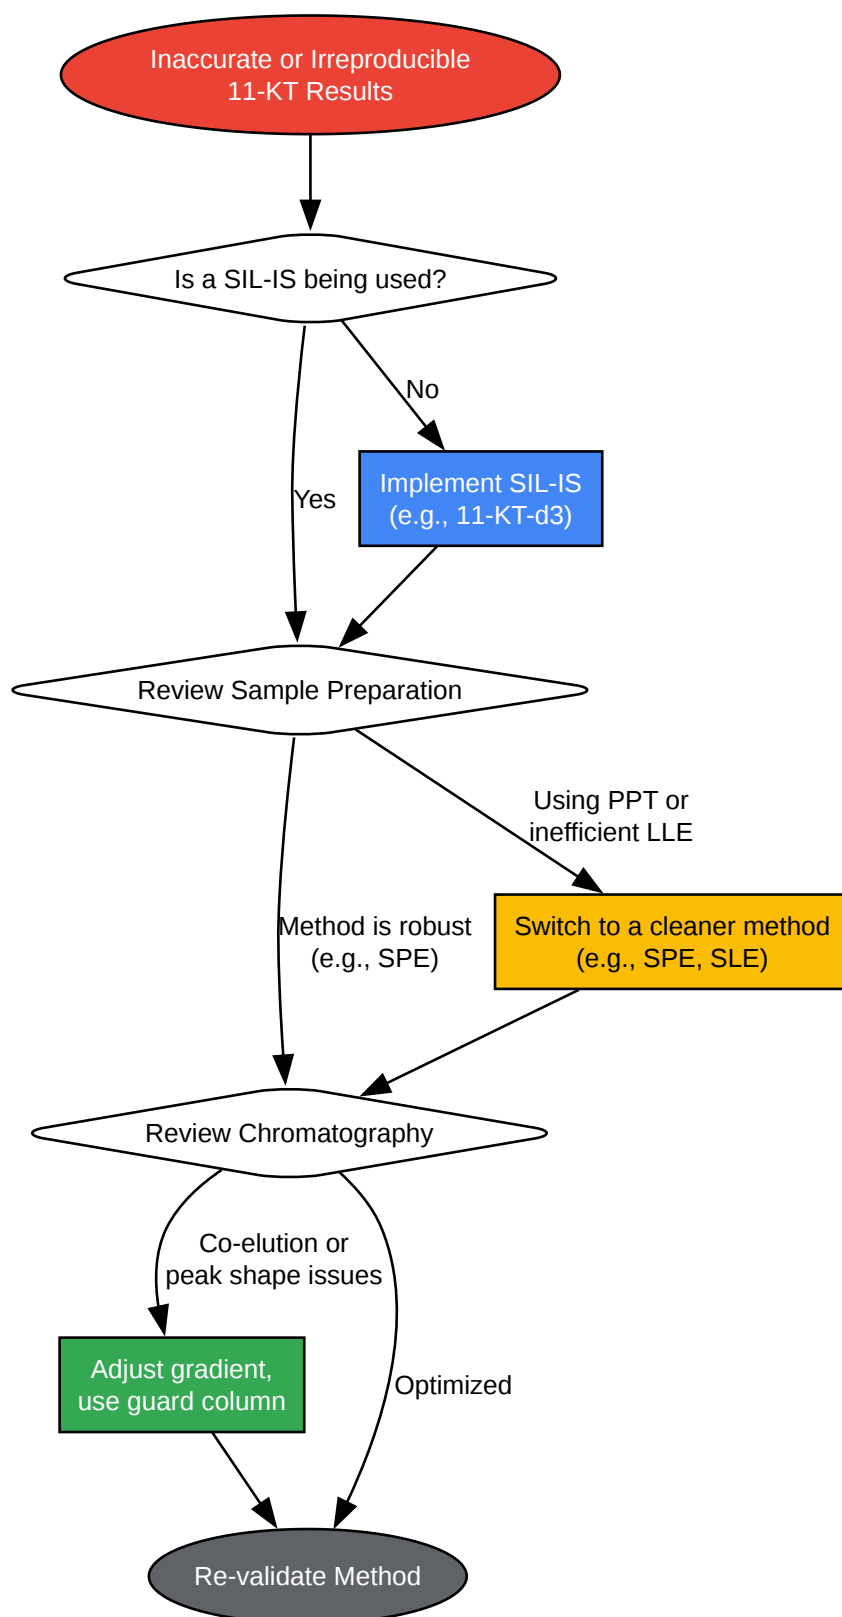 Inaccurate or Irreproducible
11-KT Results
Is a SIL-IS being used?
No
Implement SIL-IS
(e.g., 11-KT-d3)
Yes
Review Sample Preparation
Using PPT or
inefficient LLE
Method is robust
(e.g., SPE)
Switch to a cleaner method
(e.g., SPE, SLE)
Review Chromatography
Co-elution or
peak shape issues
Adjust gradient,
use guard column
Optimized
Re-validate Method